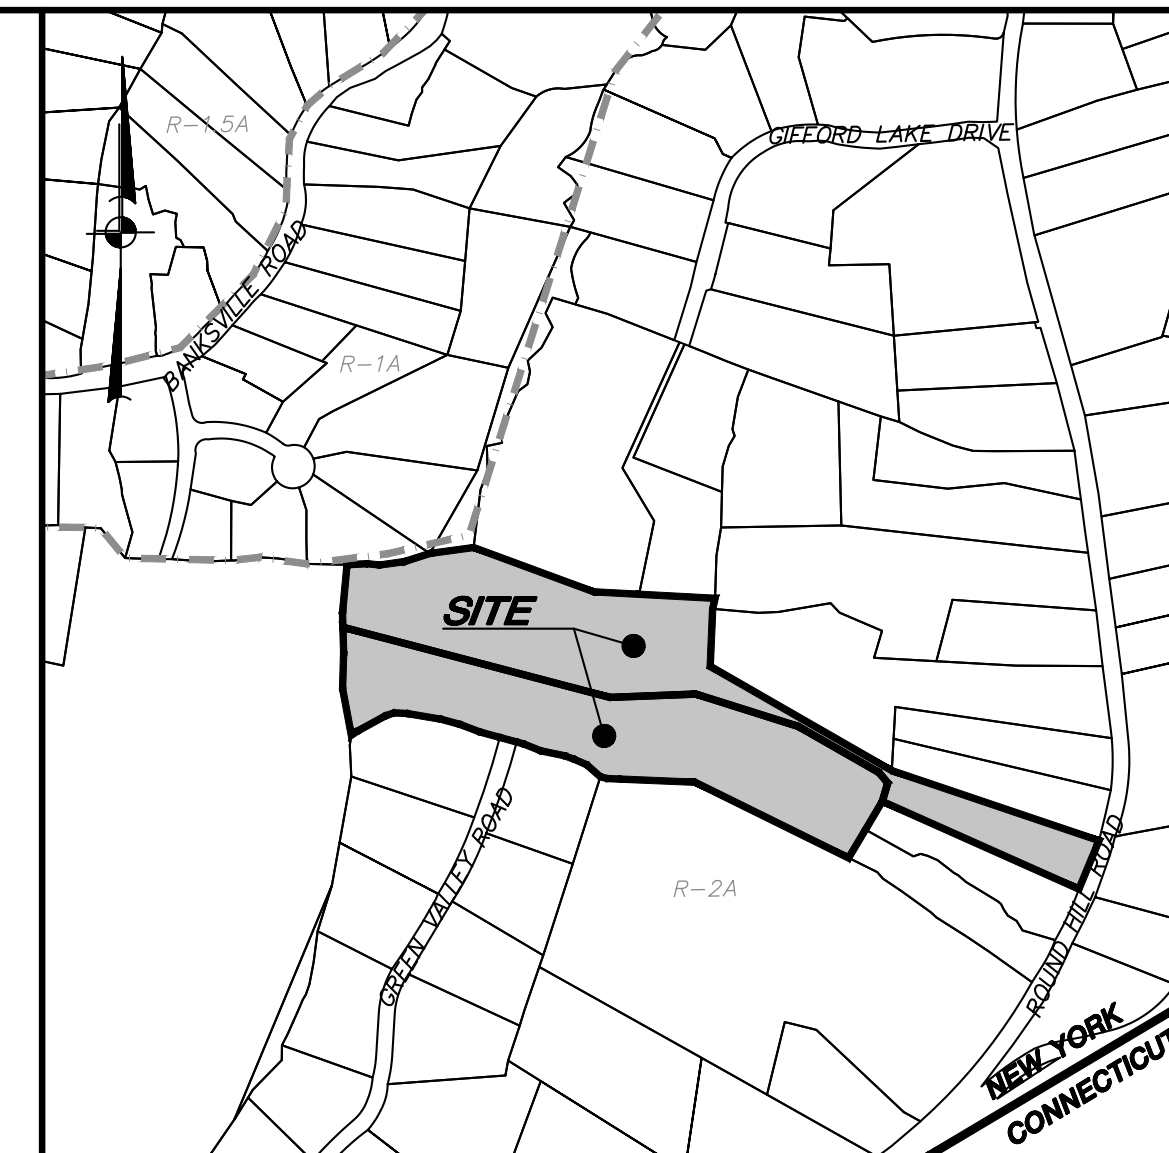 R-1.5A
GIFFORD LAKE DRIVE
BANKSVILLE ROAD
R-1A
SITE
GREEN VALLEY ROAD
R-2A
ROUND HILL ROAD
NEW YORK
CONNECTICUT